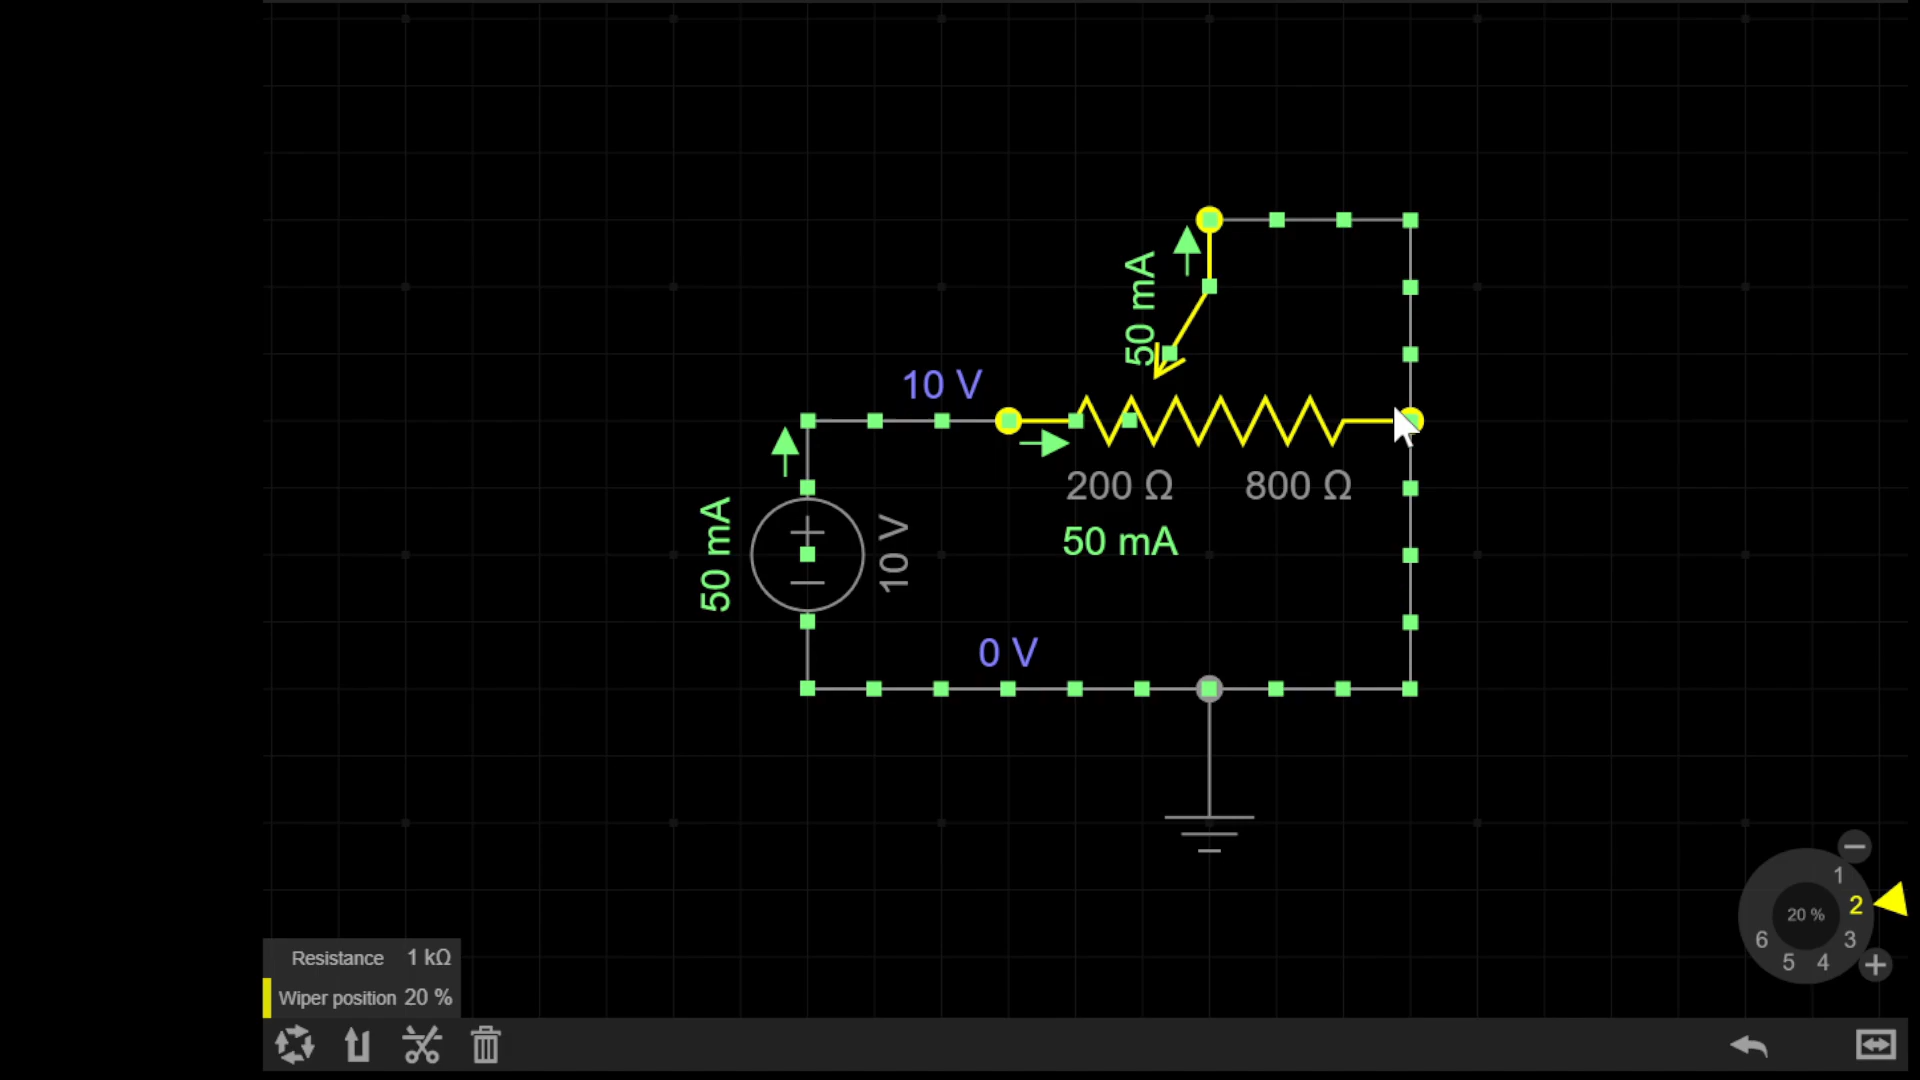 50 mA
10 V
200 Ω 800 Ω
50 mA
50 mA
10 V
0 V
1
2
20 %
6 3
5 4
Resistance 1 kΩ
Wiper position 20 %